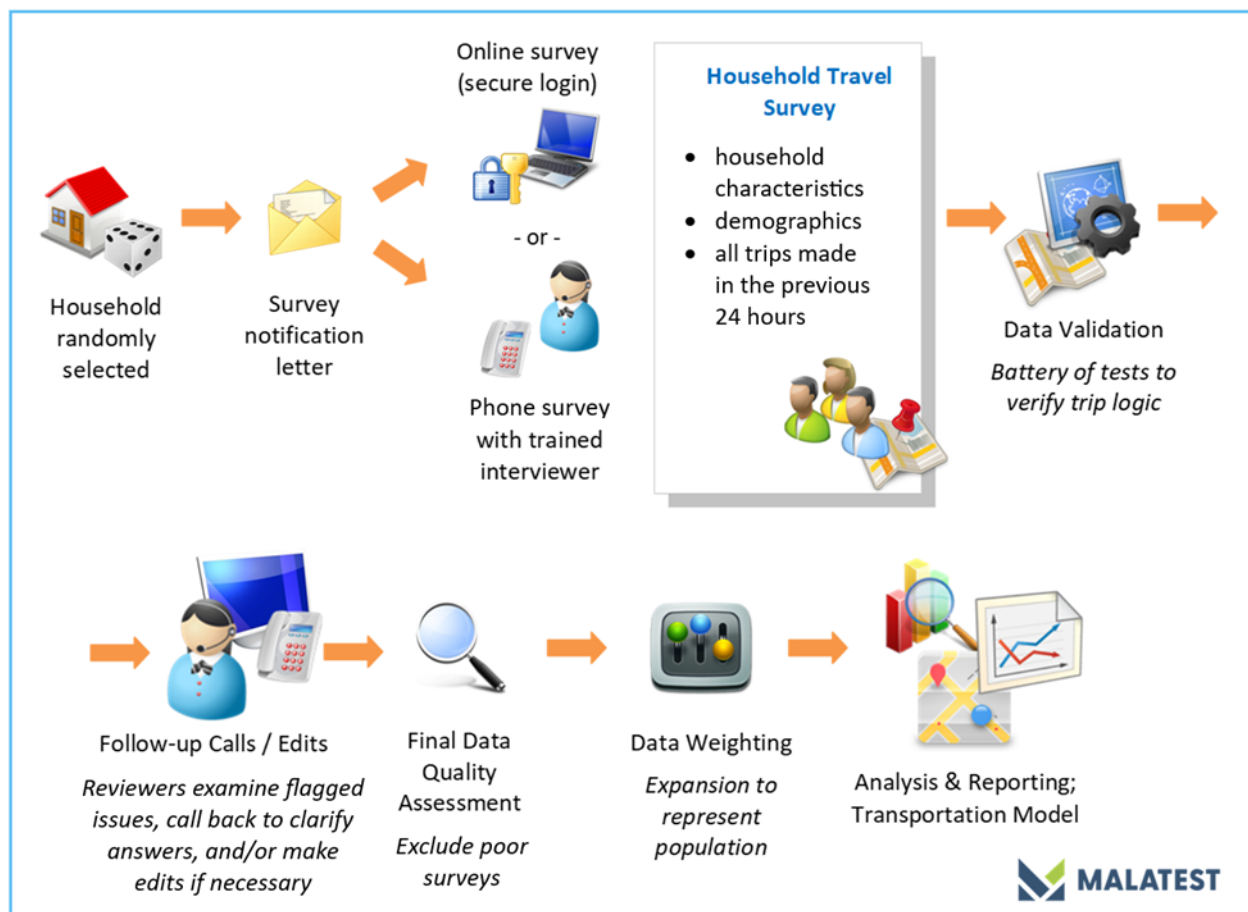 Household
randomly
selected
Survey
notification
letter
Online survey
(secure login)
- or -
Phone survey
with trained
interviewer
Household Travel
Survey
• household
characteristics
• demographics
• all trips made
in the previous
24 hours
Data Validation
Battery of tests to
verify trip logic
Follow-up Calls / Edits
Reviewers examine flagged
issues, call back to clarify
answers, and/or make
edits if necessary
Final Data
Quality
Assessment
Exclude poor
surveys
Data Weighting
Expansion to
represent
population
Analysis & Reporting;
Transportation Model
MALATEST